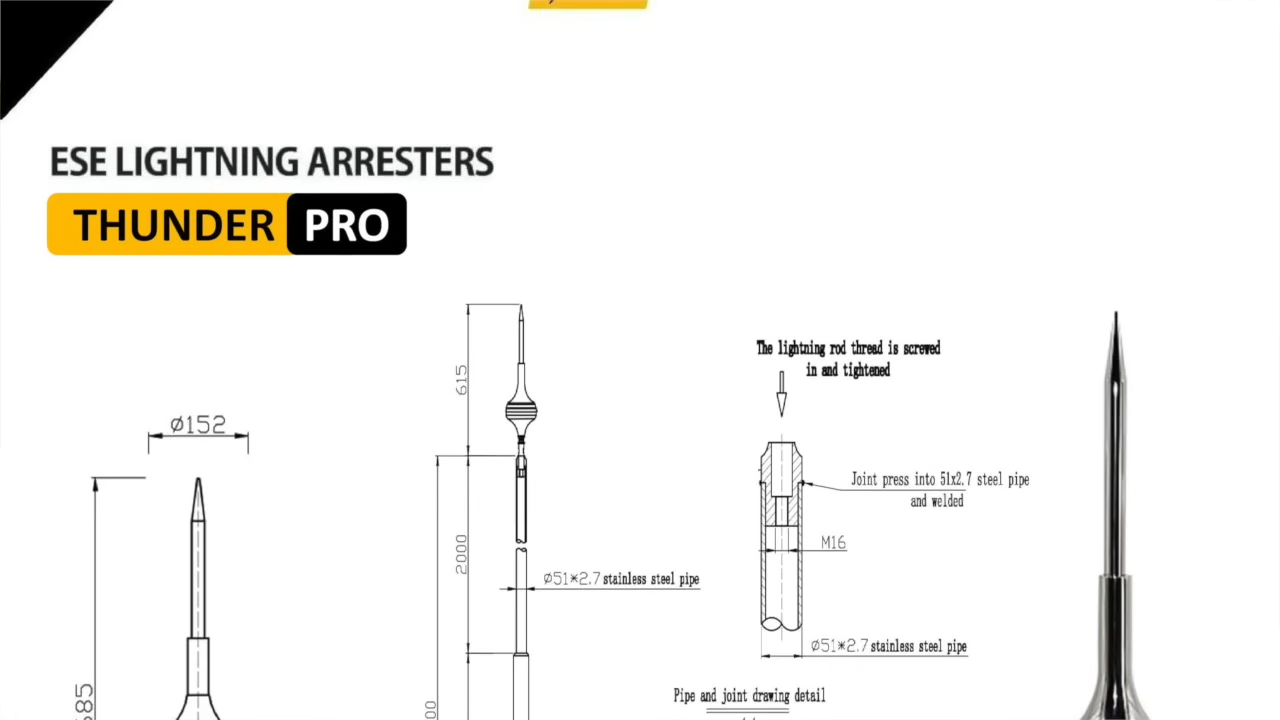 ESE LIGHTNING ARRESTERS
THUNDER PRO
615
The lightning rod thread is screwed
in and tightened
Ø152
Joint press into 51x2.7 steel pipe
and welded
M16
2000
Ø51*2.7 stainless steel pipe
Ø51*2.7 stainless steel pipe
Pipe and joint drawing detail